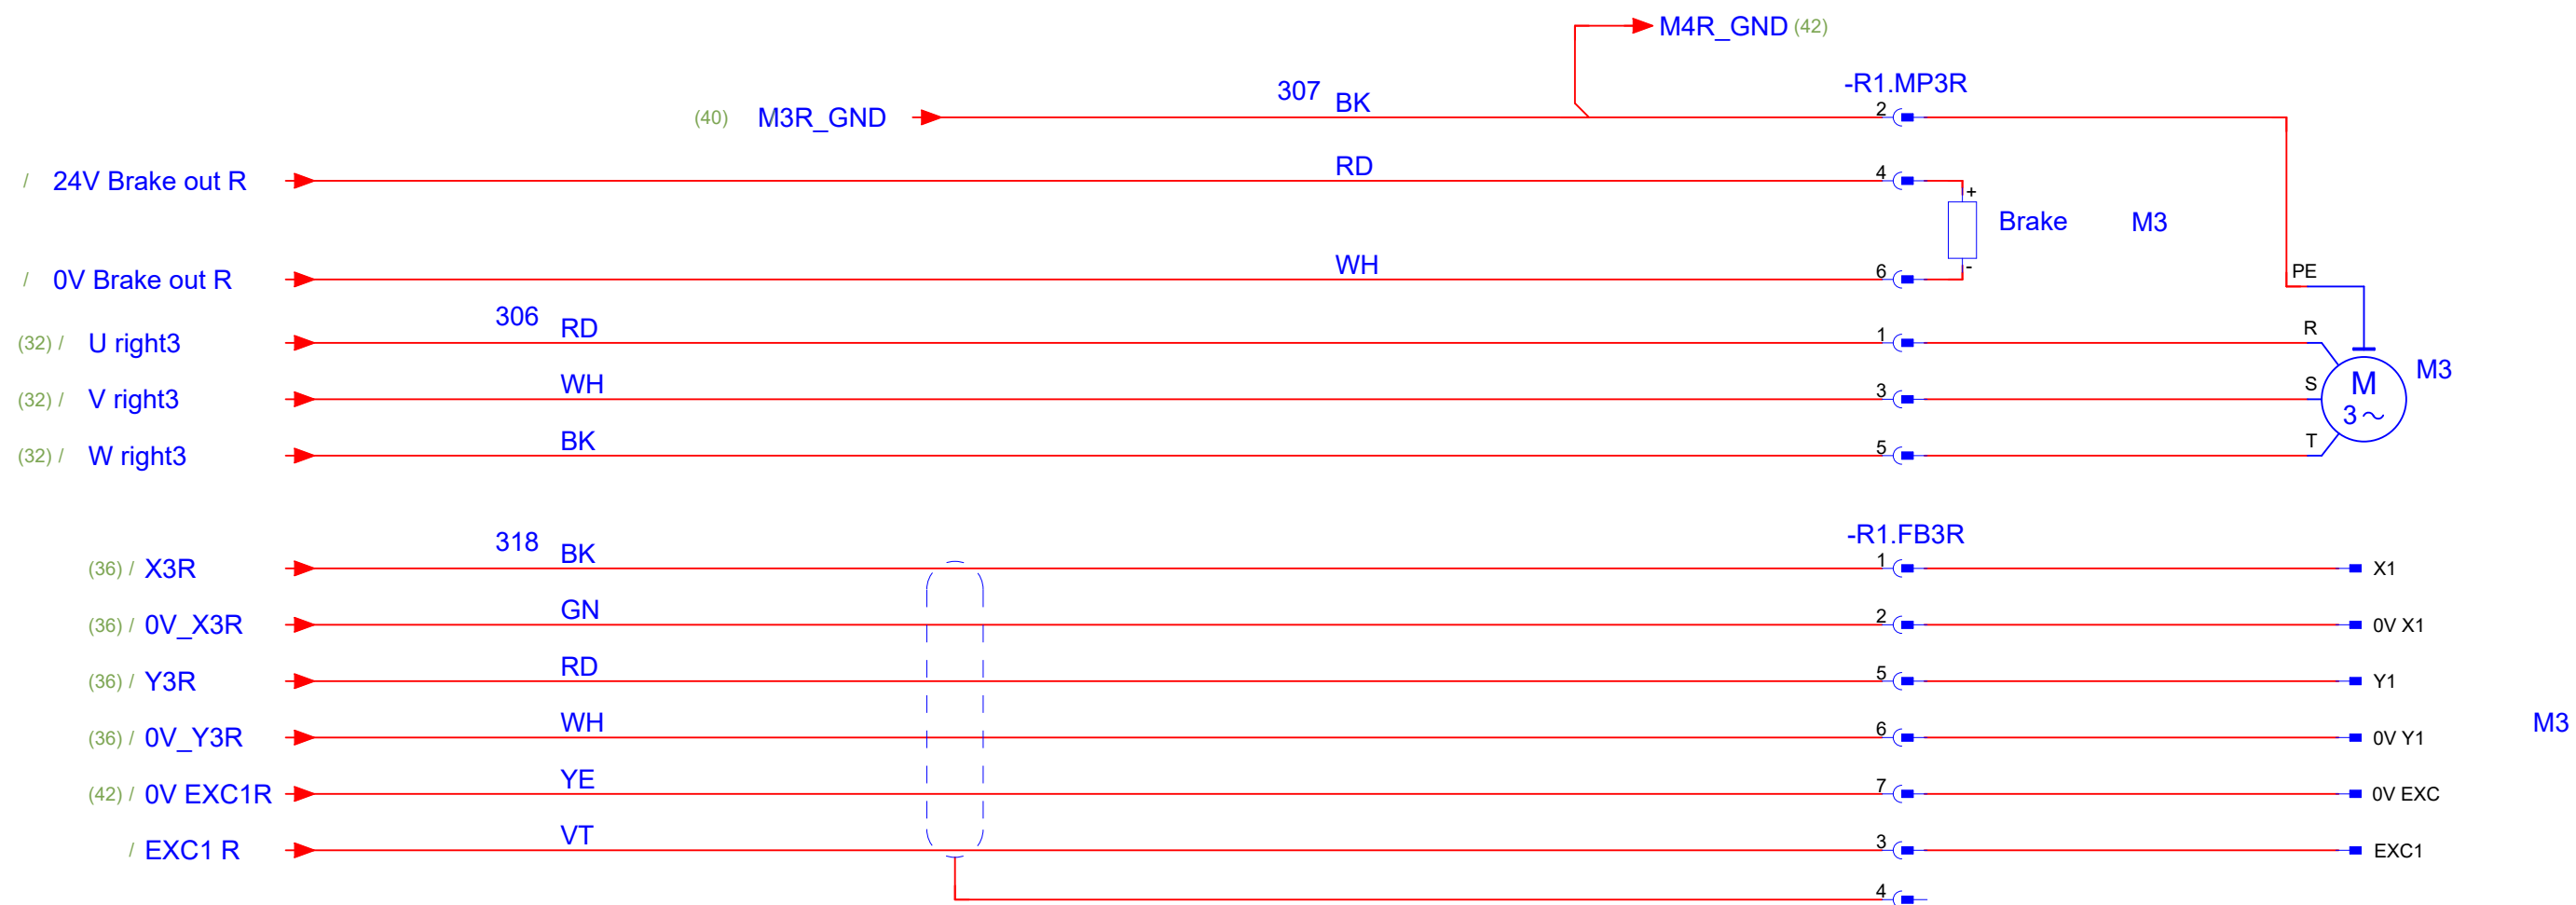 M4R_GND (42)
-R1.MP3R
307 BK
(40) M3R_GND 2
RD
/ 24V Brake out R 4
+
Brake M3
WH
-
/ 0V Brake out R 6 PE
306 RD
(32) / U right3 1 R
WH
M3
(32) / V right3 3 S M
3～
BK
(32) / W right3 5 T
-R1.FB3R
318 BK
(36) / X3R 1 X1
GN
(36) / 0V_X3R 2 0V X1
RD
(36) / Y3R 5 Y1
WH
M3
(36) / 0V_Y3R 6 0V Y1
YE
(42) / 0V EXC1R 7 0V EXC
VT
/ EXC1 R 3 EXC1
4